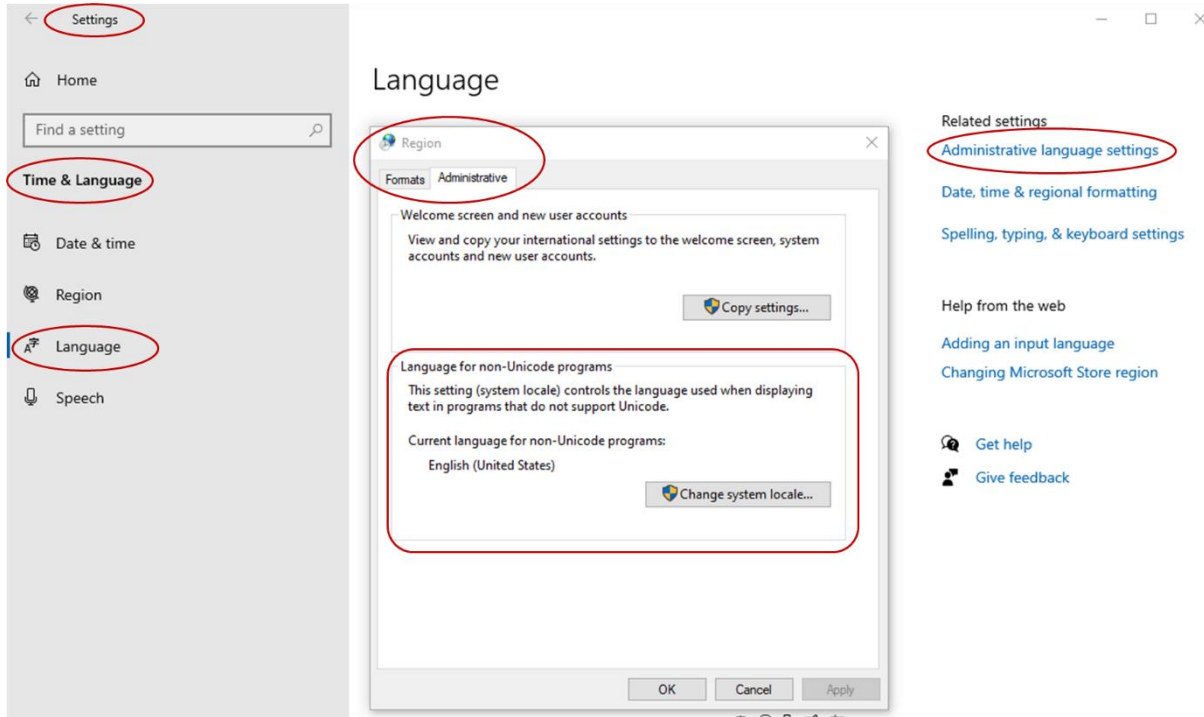 Settings
Home
Find a setting
Time & Language
Date & time
Region
Language
Speech
Language
Region
Formats
Administrative
Welcome screen and new user accounts
View and copy your international settings to the welcome screen, system
accounts and new user accounts.
Copy settings...
Language for non-Unicode programs
This setting (system locale) controls the language used when displaying
text in programs that do not support Unicode.
Current language for non-Unicode programs:
English (United States)
Change system locale...
OK
Cancel
Apply
Related settings
Administrative language settings
Date, time & regional formatting
Spelling, typing, & keyboard settings
Help from the web
Adding an input language
Changing Microsoft Store region
Get help
Give feedback